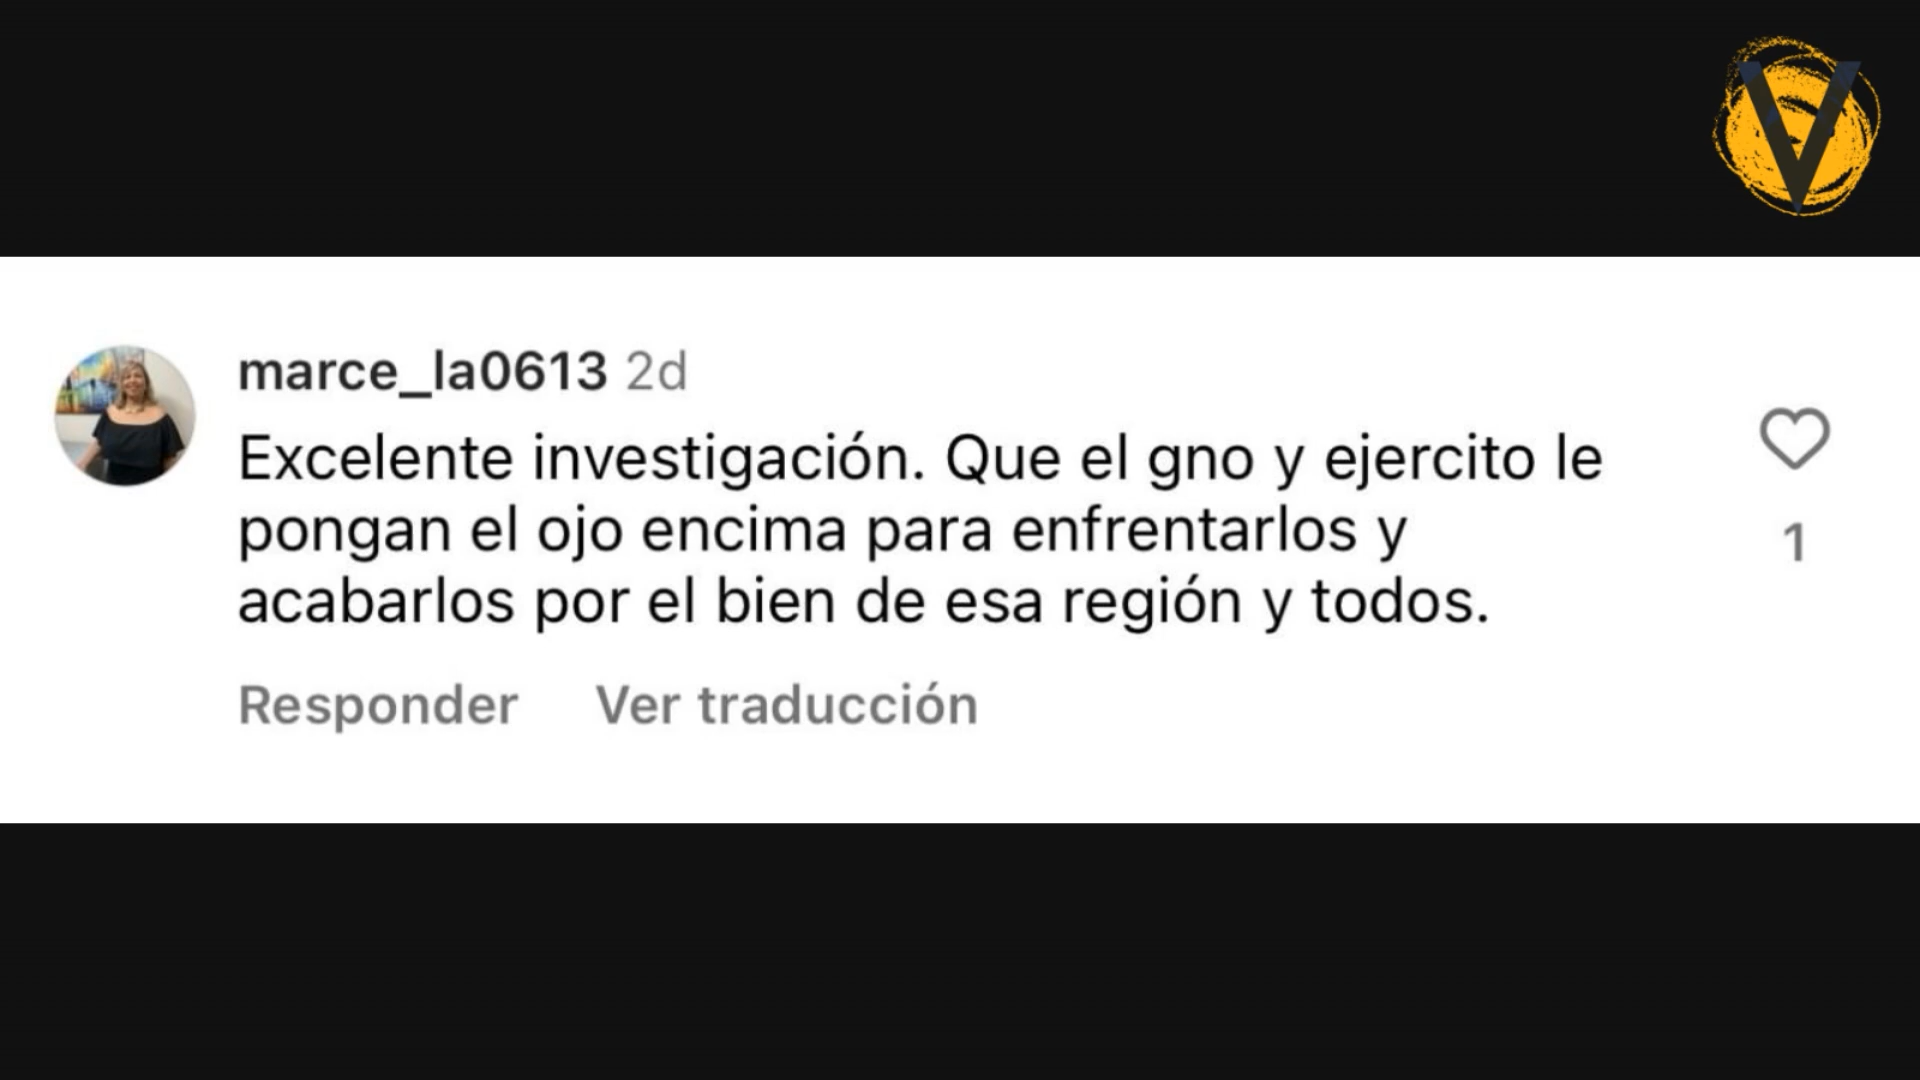 V
marce_la0613 2d
Excelente investigación. Que el gno y ejercito le
pongan el ojo encima para enfrentarlos y
acabarlos por el bien de esa región y todos.
1
Responder Ver traducción